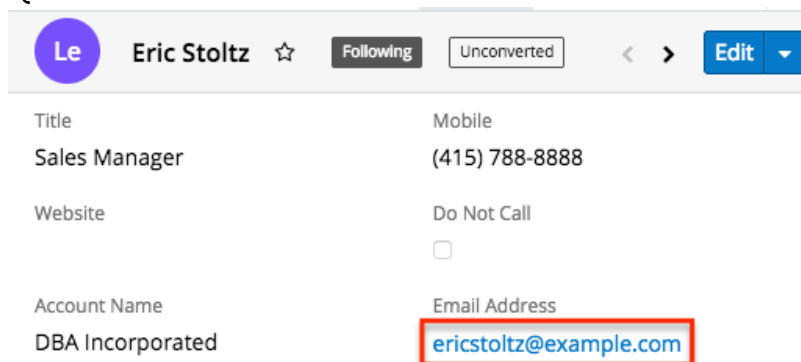 Le Eric Stoltz Following Unconverted Edit
Title Mobile
Sales Manager (415) 788-8888
Website Do Not Call
Account Name Email Address
DBA Incorporated ericstoltz@example.com